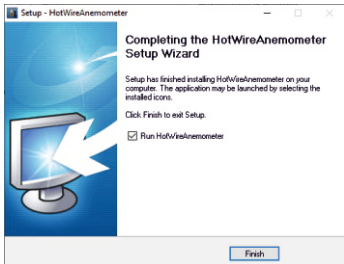 Setup - HotWireAnemometer
Completing the HotWireAnemometer
Setup Wizard
Setup has finished installing HotWireAnemometer on your
computer. The application may be launched by selecting the
installed icons.
Click Finish to exit Setup.
Run HotWireAnemometer
Finish